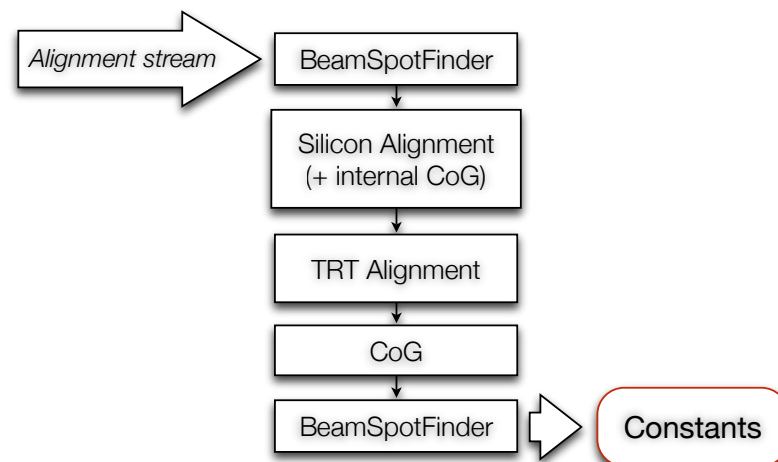 Alignment stream
BeamSpotFinder
Silicon Alignment
(+ internal CoG)
TRT Alignment
CoG
BeamSpotFinder
Constants